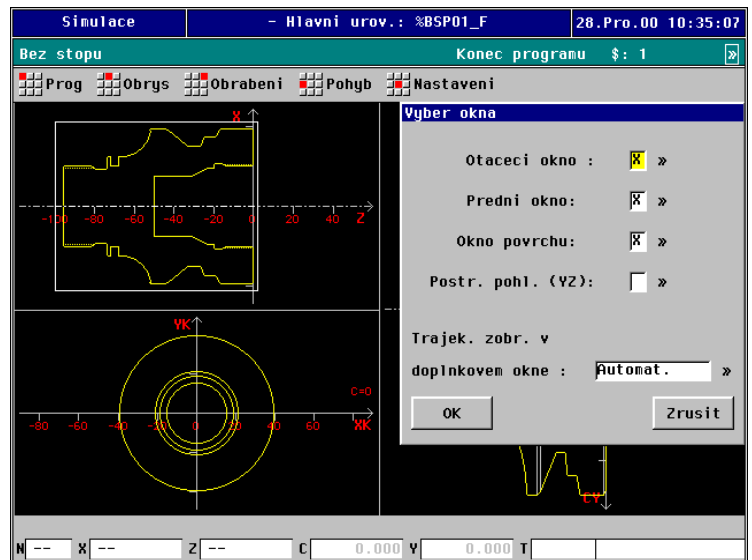 Simulace - Hlavni urov.: %BSP01_F 28.Pro.00 10:35:07
Bez stopu Konec programu $: 1 »
Prog Obrys Obrabeni Pohyb Nastaveni
Vyber okna
X
Otaceci okno : X »
Predni okno: X »
Okno povrchu: X »
Postr. pohl. (YZ): »
Trajek. zobr. v
doplnkovem okne : Automat. »
OK Zrusit
-100 -80 -60 -40 -20 0 20 40 Z
YK
C=0
-80 -60 -40 -20 0 20 40 60 XK
CY
N -- X -- Z -- C 0.000 Y 0.000 T